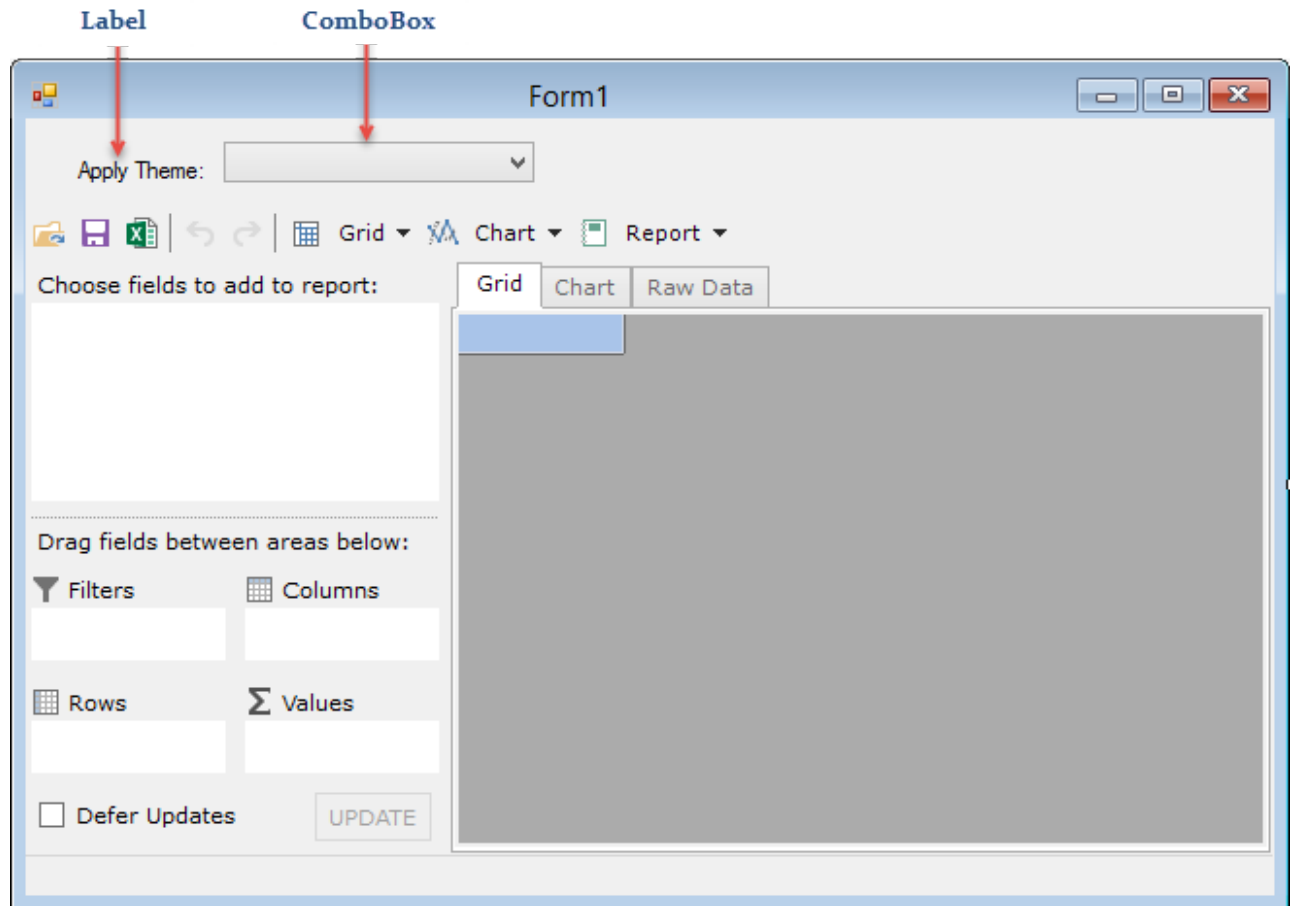 Label ComboBox
Form1
Apply Theme:
Grid Chart Report
Choose fields to add to report:
Grid Chart Raw Data
Drag fields between areas below:
Filters Columns
Rows Σ Values
Defer Updates UPDATE